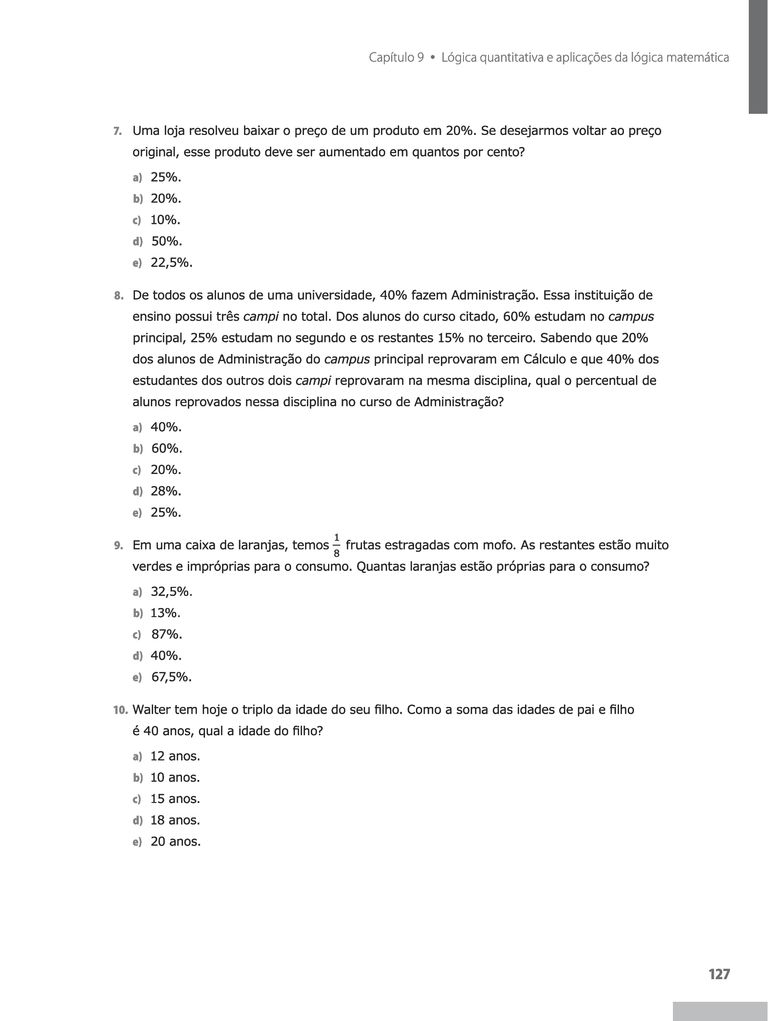 Capítulo 9 • Lógica quantitativa e aplicações da lógica matemática
7. Uma loja resolveu baixar o preço de um produto em 20%. Se desejarmos voltar ao preço
original, esse produto deve ser aumentado em quantos por cento?
a) 25%.
b) 20%.
c) 10%.
d) 50%.
e) 22,5%.
8. De todos os alunos de uma universidade, 40% fazem Administração. Essa instituição de
ensino possui três campi no total. Dos alunos do curso citado, 60% estudam no campus
principal, 25% estudam no segundo e os restantes 15% no terceiro. Sabendo que 20%
dos alunos de Administração do campus principal reprovaram em Cálculo e que 40% dos
estudantes dos outros dois campi reprovaram na mesma disciplina, qual o percentual de
alunos reprovados nessa disciplina no curso de Administração?
a) 40%.
b) 60%.
c) 20%.
d) 28%.
e) 25%.
9. Em uma caixa de laranjas, temos 1/8 frutas estragadas com mofo. As restantes estão muito
verdes e impróprias para o consumo. Quantas laranjas estão próprias para o consumo?
a) 32,5%.
b) 13%.
c) 87%.
d) 40%.
e) 67,5%.
10. Walter tem hoje o triplo da idade do seu filho. Como a soma das idades de pai e filho
é 40 anos, qual a idade do filho?
a) 12 anos.
b) 10 anos.
c) 15 anos.
d) 18 anos.
e) 20 anos.
127